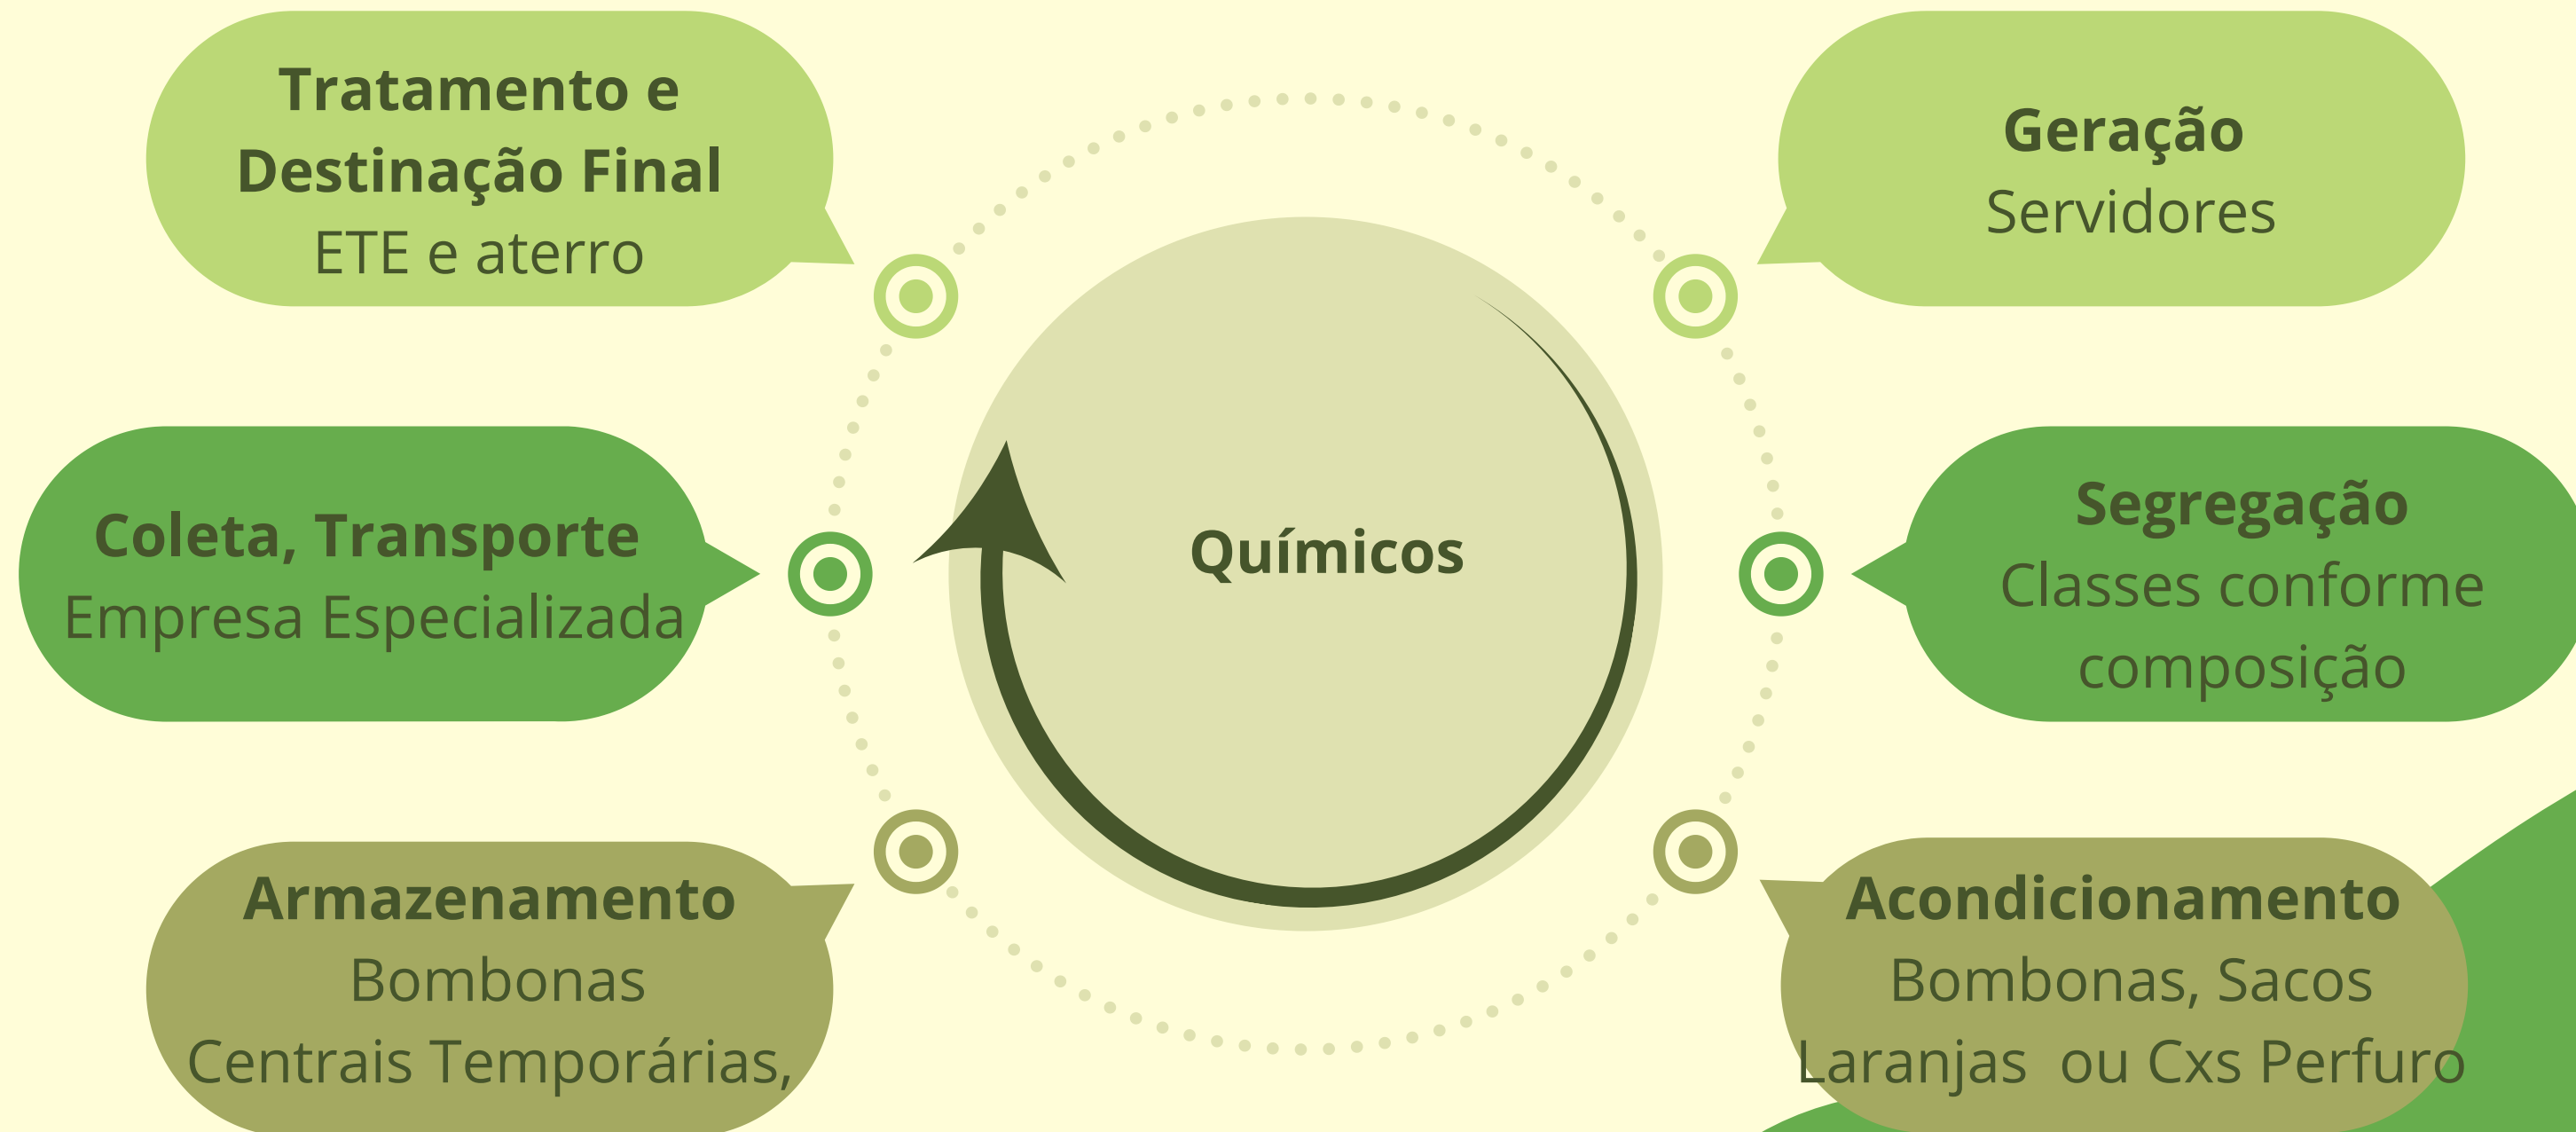 Tratamento e
Destinação Final
ETE e aterro
Geração
Servidores
Coleta, Transporte
Empresa Especializada
Químicos
Segregação
Classes conforme
composição
Armazenamento
Bombonas
Centrais Temporárias,
Acondicionamento
Bombonas, Sacos
Laranjas  ou Cxs Perfuro